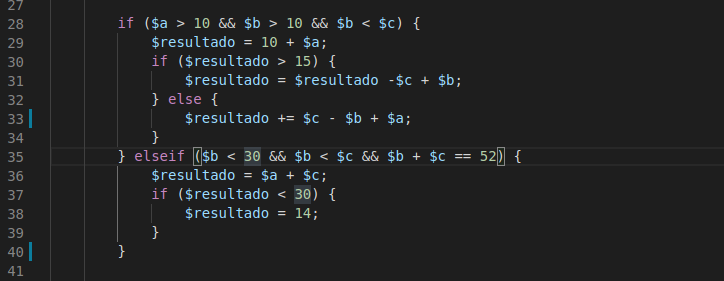 27
28 if ($a > 10 && $b > 10 && $b < $c) {
29 $resultado = 10 + $a;
30 if ($resultado > 15) {
31 $resultado = $resultado -$c + $b;
32 } else {
33 $resultado += $c - $b + $a;
34 }
35 } elseif ($b < 30 && $b < $c && $b + $c == 52) {
36 $resultado = $a + $c;
37 if ($resultado < 30) {
38 $resultado = 14;
39 }
40 }
41